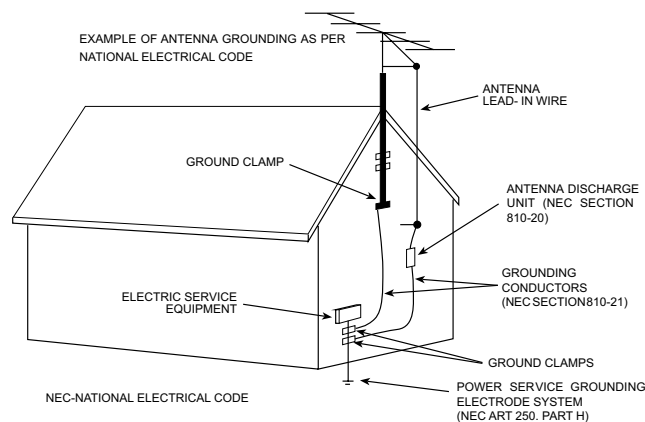 EXAMPLE OF ANTENNA GROUNDING AS PER
NATIONAL ELECTRICAL CODE
ANTENNA
LEAD- IN WIRE
GROUND CLAMP
ANTENNA DISCHARGE
UNIT (NEC SECTION
810-20)
GROUNDING
CONDUCTORS
(NEC SECTION810-21)
ELECTRIC SERVICE
EQUIPMENT
GROUND CLAMPS
POWER SERVICE GROUNDING
ELECTRODE SYSTEM
(NEC ART 250. PART H)
NEC-NATIONAL ELECTRICAL CODE